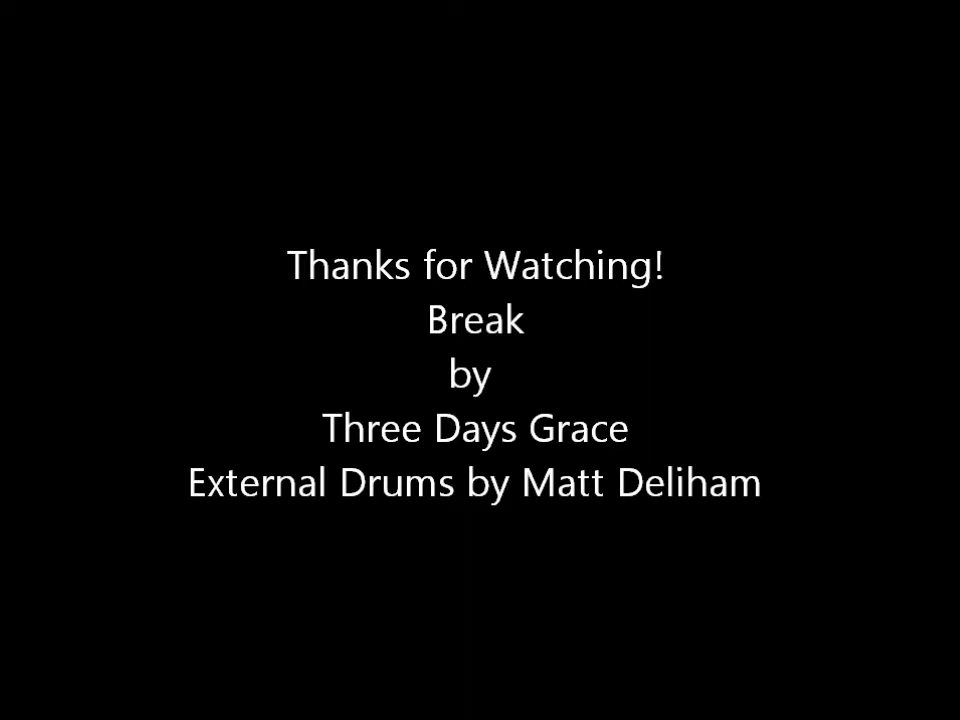 Thanks for Watching!
Break
by
Three Days Grace
External Drums by Matt Deliham